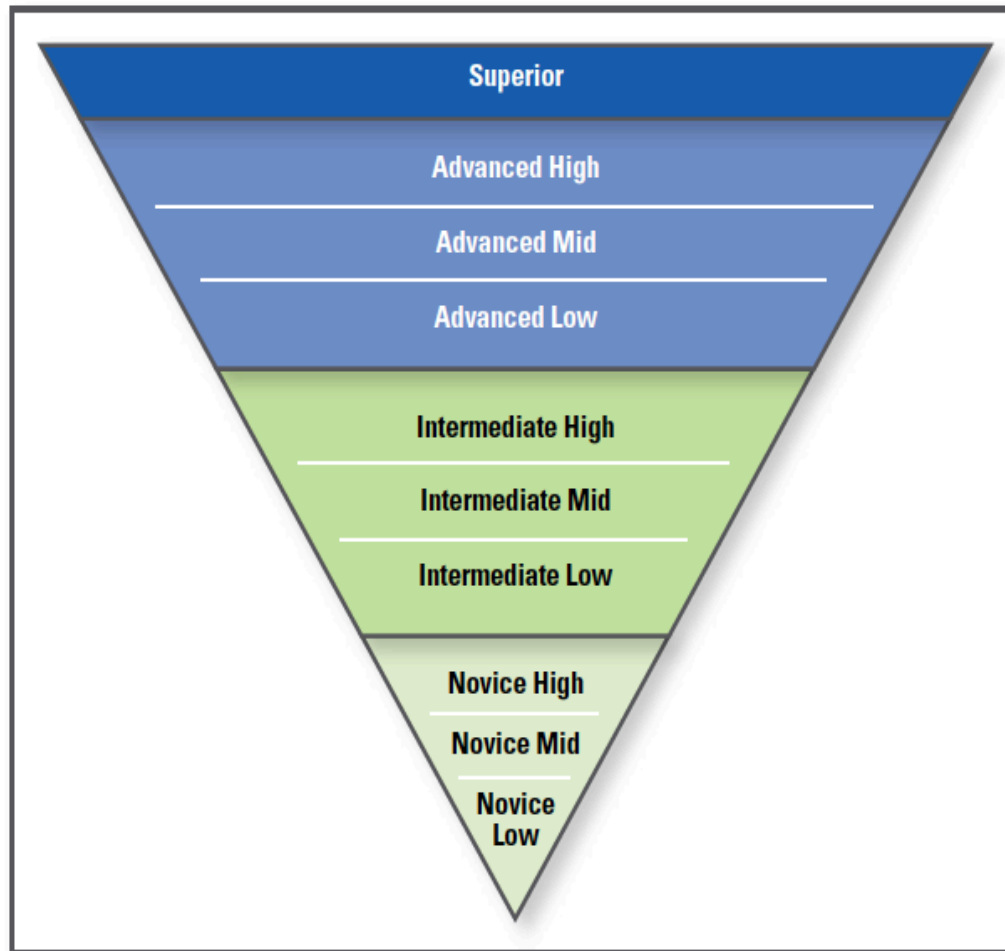 Superior
Advanced High
Advanced Mid
Advanced Low
Intermediate High
Intermediate Mid
Intermediate Low
Novice High
Novice Mid
Novice
Low